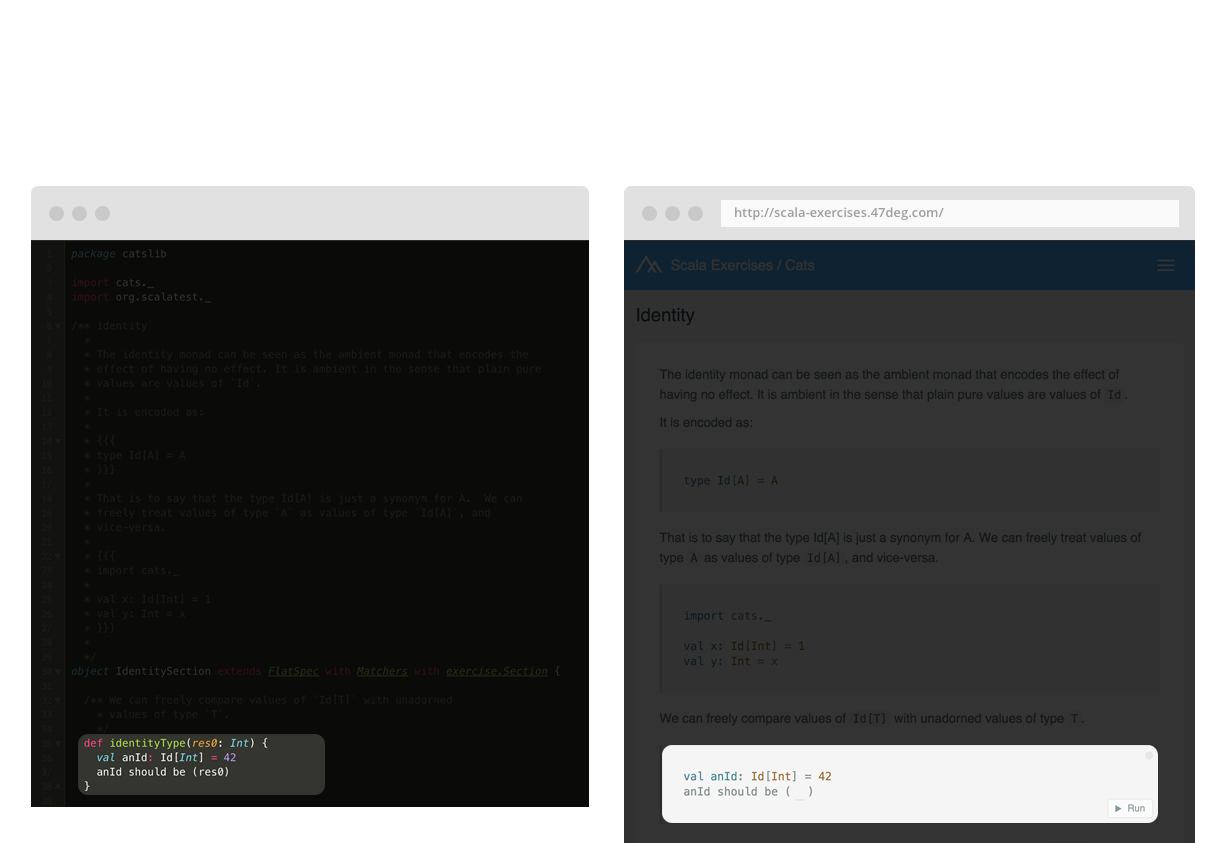 package catslib
import cats._
import org.scalatest._
/** identity
*
* The identity monad can be seen as the ambient monad that encodes the
* effect of having no effect. It is ambient in the sense that plain pure
* values are values of `Id`.
*
* It is encoded as:
*
* {{{
* type Id[A] = A
* }}}
*
* That is to say that the type Id[A] is just a synonym for A. We can
* freely treat values of type `A` as values of type `Id[A]`, and
* vice-versa.
*
* {{{
* import cats._
*
* val x: Id[Int] = 1
* val y: Int = x
* }}}
*
*/
object IdentitySection extends FlatSpec with Matchers with exercise.Section {
/** We can freely compare values of `Id[T]` with unadorned
* values of type `T`.
*/
def identityType(res0: Int) {
val anId: Id[Int] = 42
anId should be (res0)
}
http://scala-exercises.47deg.com/
Scala Exercises / Cats
Identity
The identity monad can be seen as the ambient monad that encodes the effect of
having no effect. It is ambient in the sense that plain pure values are values of Id.
It is encoded as:
type Id[A] = A
That is to say that the type Id[A] is just a synonym for A. We can freely treat values of
type A as values of type Id[A], and vice-versa.
import cats._
val x: Id[Int] = 1
val y: Int = x
We can freely compare values of Id[T] with unadorned values of type T.
val anId: Id[Int] = 42
anId should be ( __ )
Run